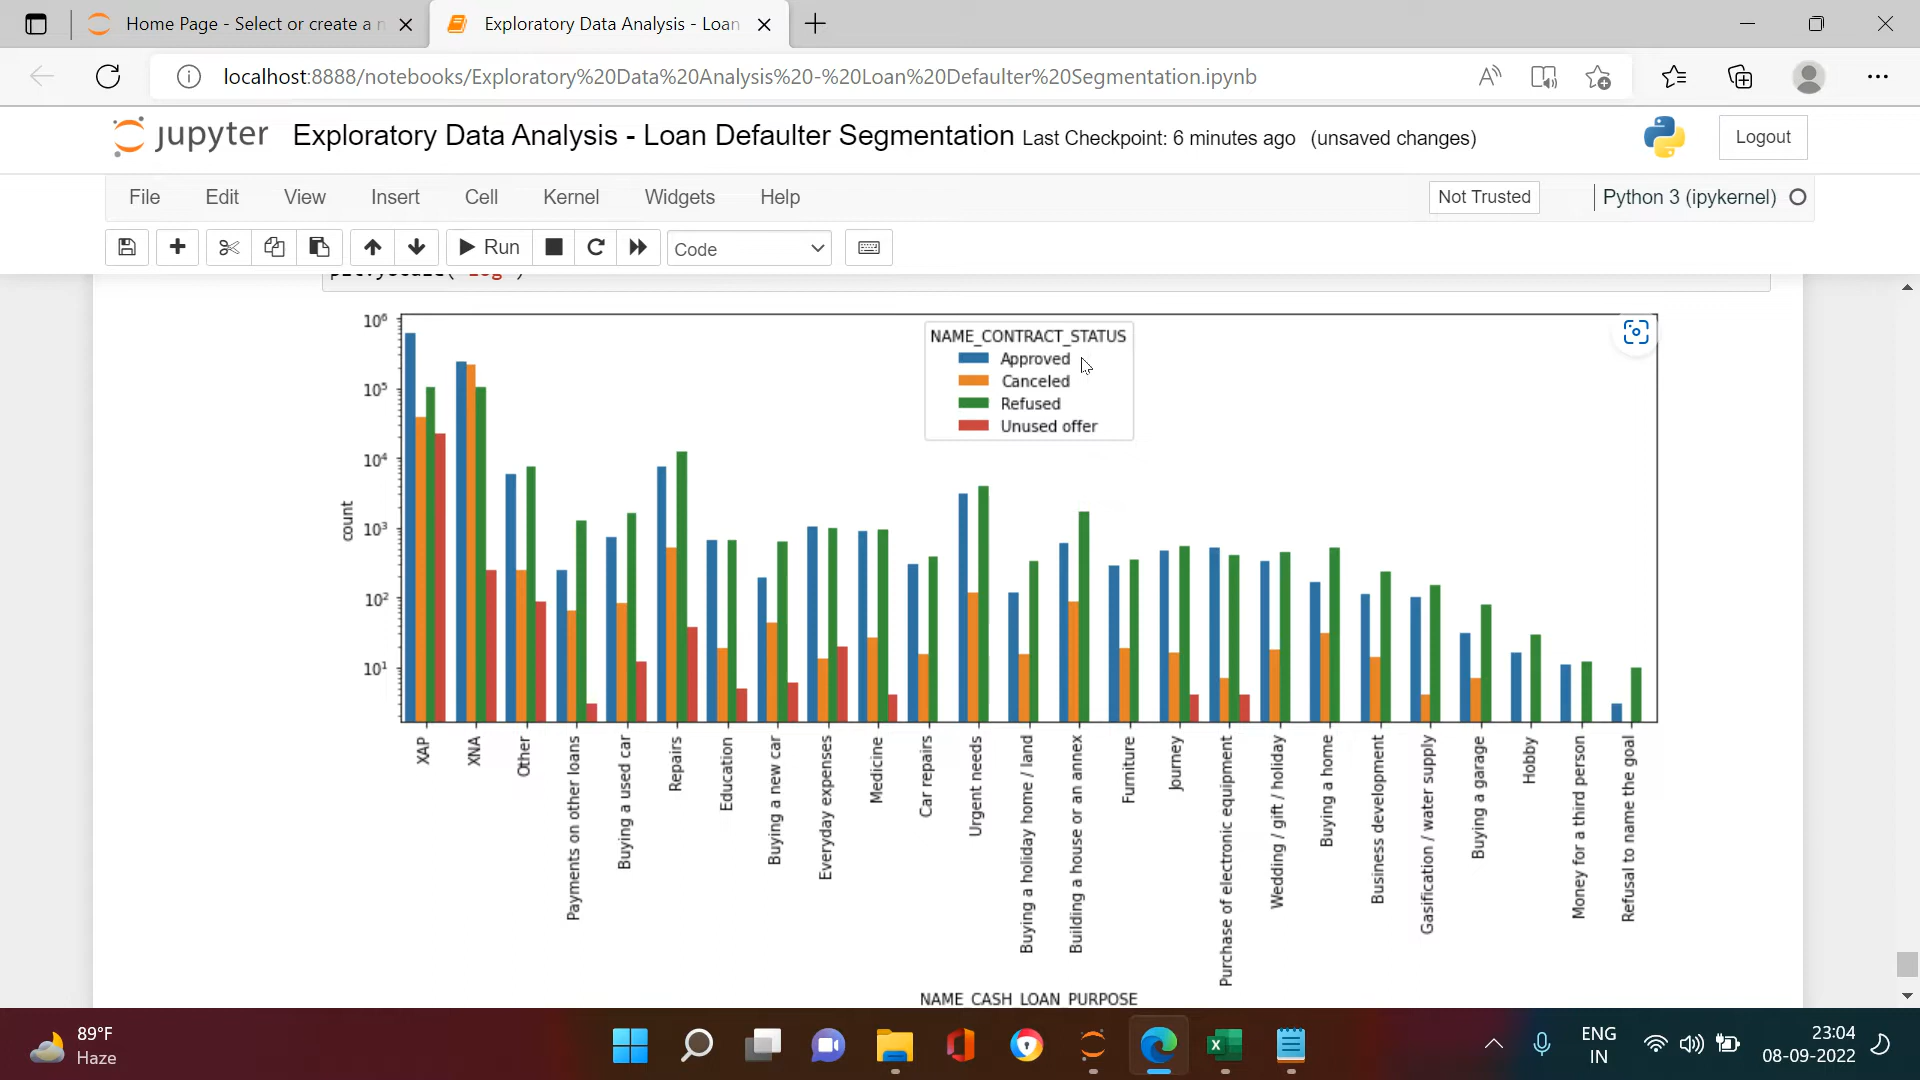 Home Page - Select or create a n
Exploratory Data Analysis - Loan
localhost:8888/notebooks/Exploratory%20Data%20Analysis%20-%20Loan%20Defaulter%20Segmentation.ipynb
jupyter Exploratory Data Analysis - Loan Defaulter Segmentation Last Checkpoint: 6 minutes ago (unsaved changes)
Logout
File Edit View Insert Cell Kernel Widgets Help
Not Trusted
Python 3 (ipykernel)
Run
Code
NAME_CONTRACT_STATUS
Approved
Canceled
Refused
Unused offer
count
10⁶
10⁵
10⁴
10³
10²
10¹
XAP
XNA
Other
Payments on other loans
Buying a used car
Repairs
Education
Buying a new car
Everyday expenses
Medicine
Car repairs
Urgent needs
Buying a holiday home / land
Building a house or an annex
Furniture
Journey
Purchase of electronic equipment
Wedding / gift / holiday
Buying a home
Business development
Gasification / water supply
Buying a garage
Hobby
Money for a third person
Refusal to name the goal
NAME_CASH_LOAN_PURPOSE
89°F
Haze
ENG
IN
23:04
08-09-2022